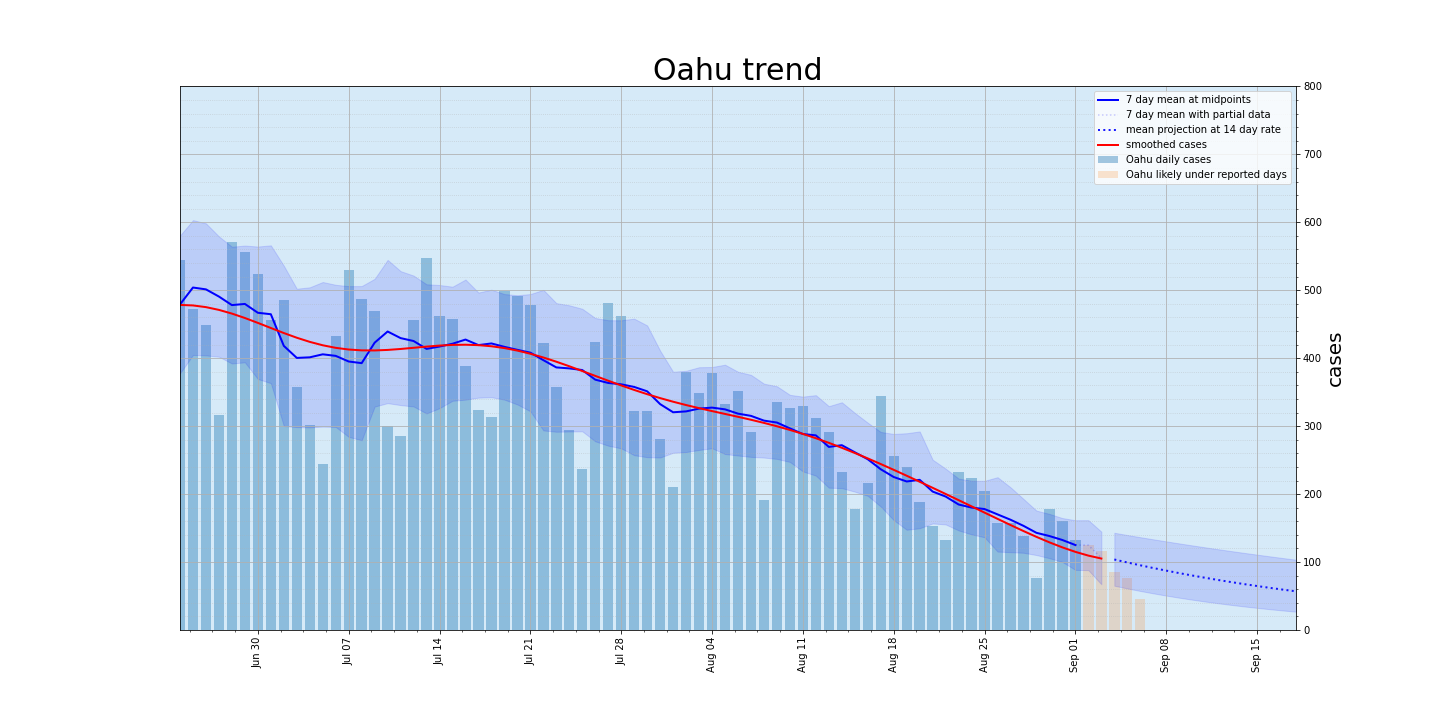 Oahu trend
7 day mean at midpoints
7 day mean with partial data
mean projection at 14 day rate
smoothed cases
Oahu daily cases
Oahu likely under reported days
800
700
600
500
400
300
200
100
0
cases
Jun 30
Jul 07
Jul 14
Jul 21
Jul 28
Aug 04
Aug 11
Aug 18
Aug 25
Sep 01
Sep 08
Sep 15